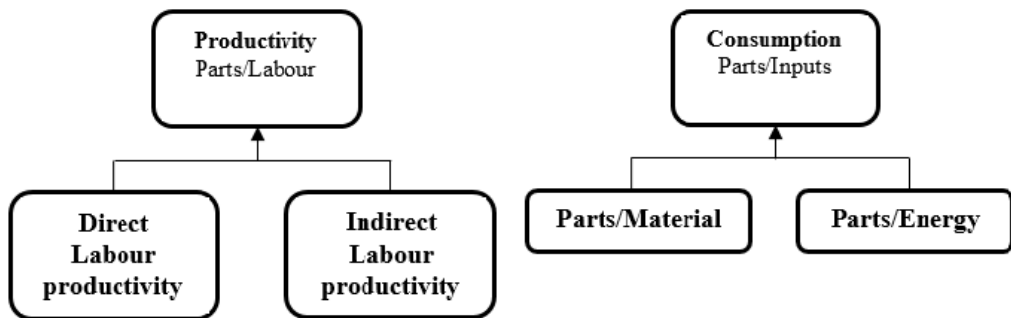 Productivity
Parts/Labour
Consumption
Parts/Inputs
Direct
Labour
productivity
Indirect
Labour
productivity
Parts/Material
Parts/Energy